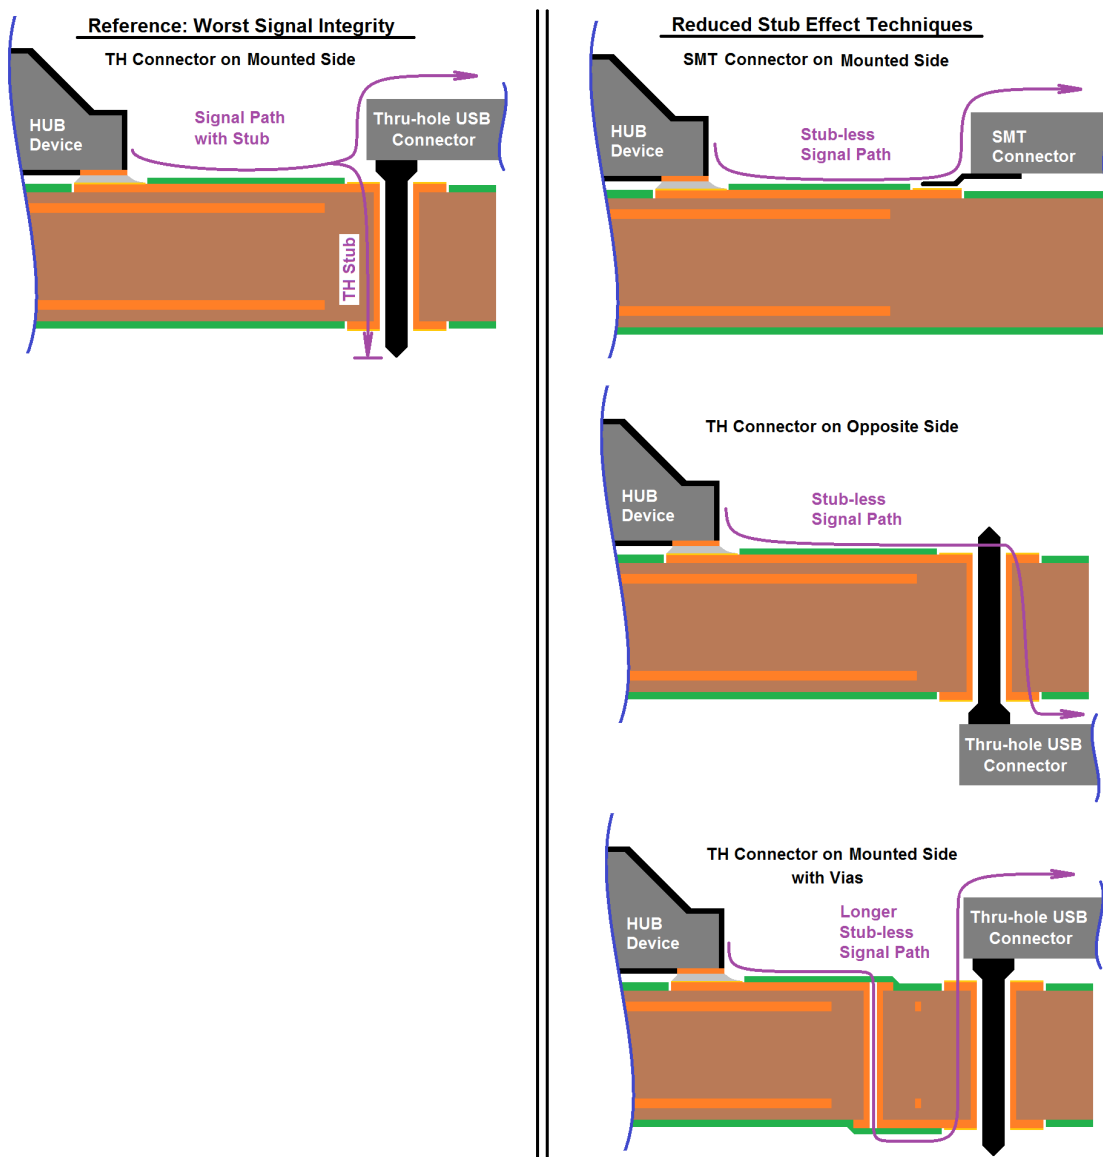 Reference: Worst Signal Integrity
TH Connector on Mounted Side
HUB
Device
Signal Path
with Stub
Thru-hole USB
Connector
TH Stub
Reduced Stub Effect Techniques
SMT Connector on Mounted Side
HUB
Device
Stub-less
Signal Path
SMT
Connector
TH Connector on Opposite Side
HUB
Device
Stub-less
Signal Path
Thru-hole USB
Connector
TH Connector on Mounted Side
with Vias
HUB
Device
Longer
Stub-less
Signal Path
Thru-hole USB
Connector